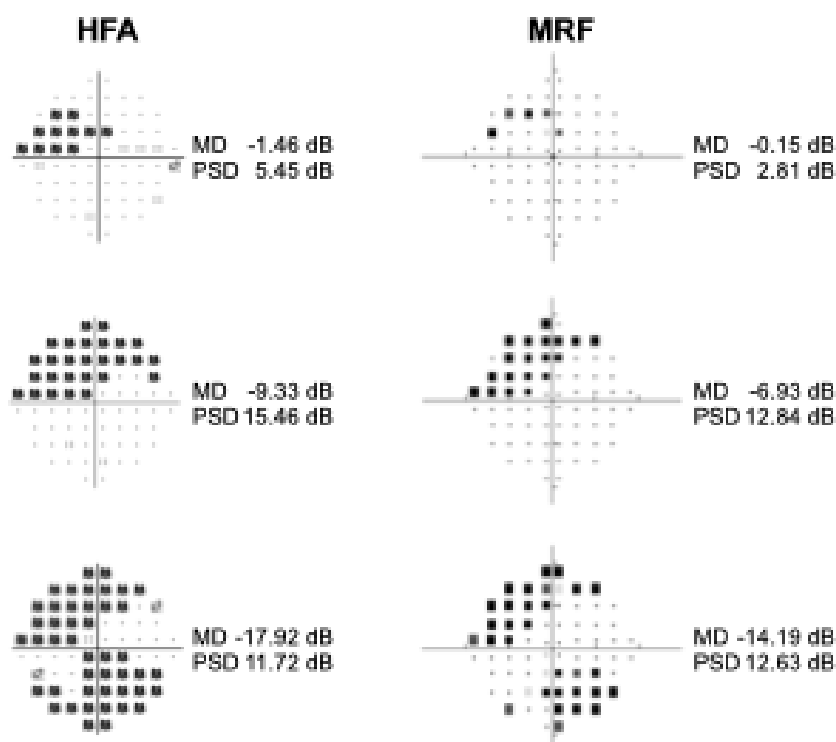 HFA MRF
MD -1.46 dB MD -0.15 dB
PSD 5.45 dB PSD 2.81 dB
MD -9.33 dB MD -6.93 dB
PSD 15.46 dB PSD 12.84 dB
MD -17.92 dB MD -14.19 dB
PSD 11.72 dB PSD 12.63 dB